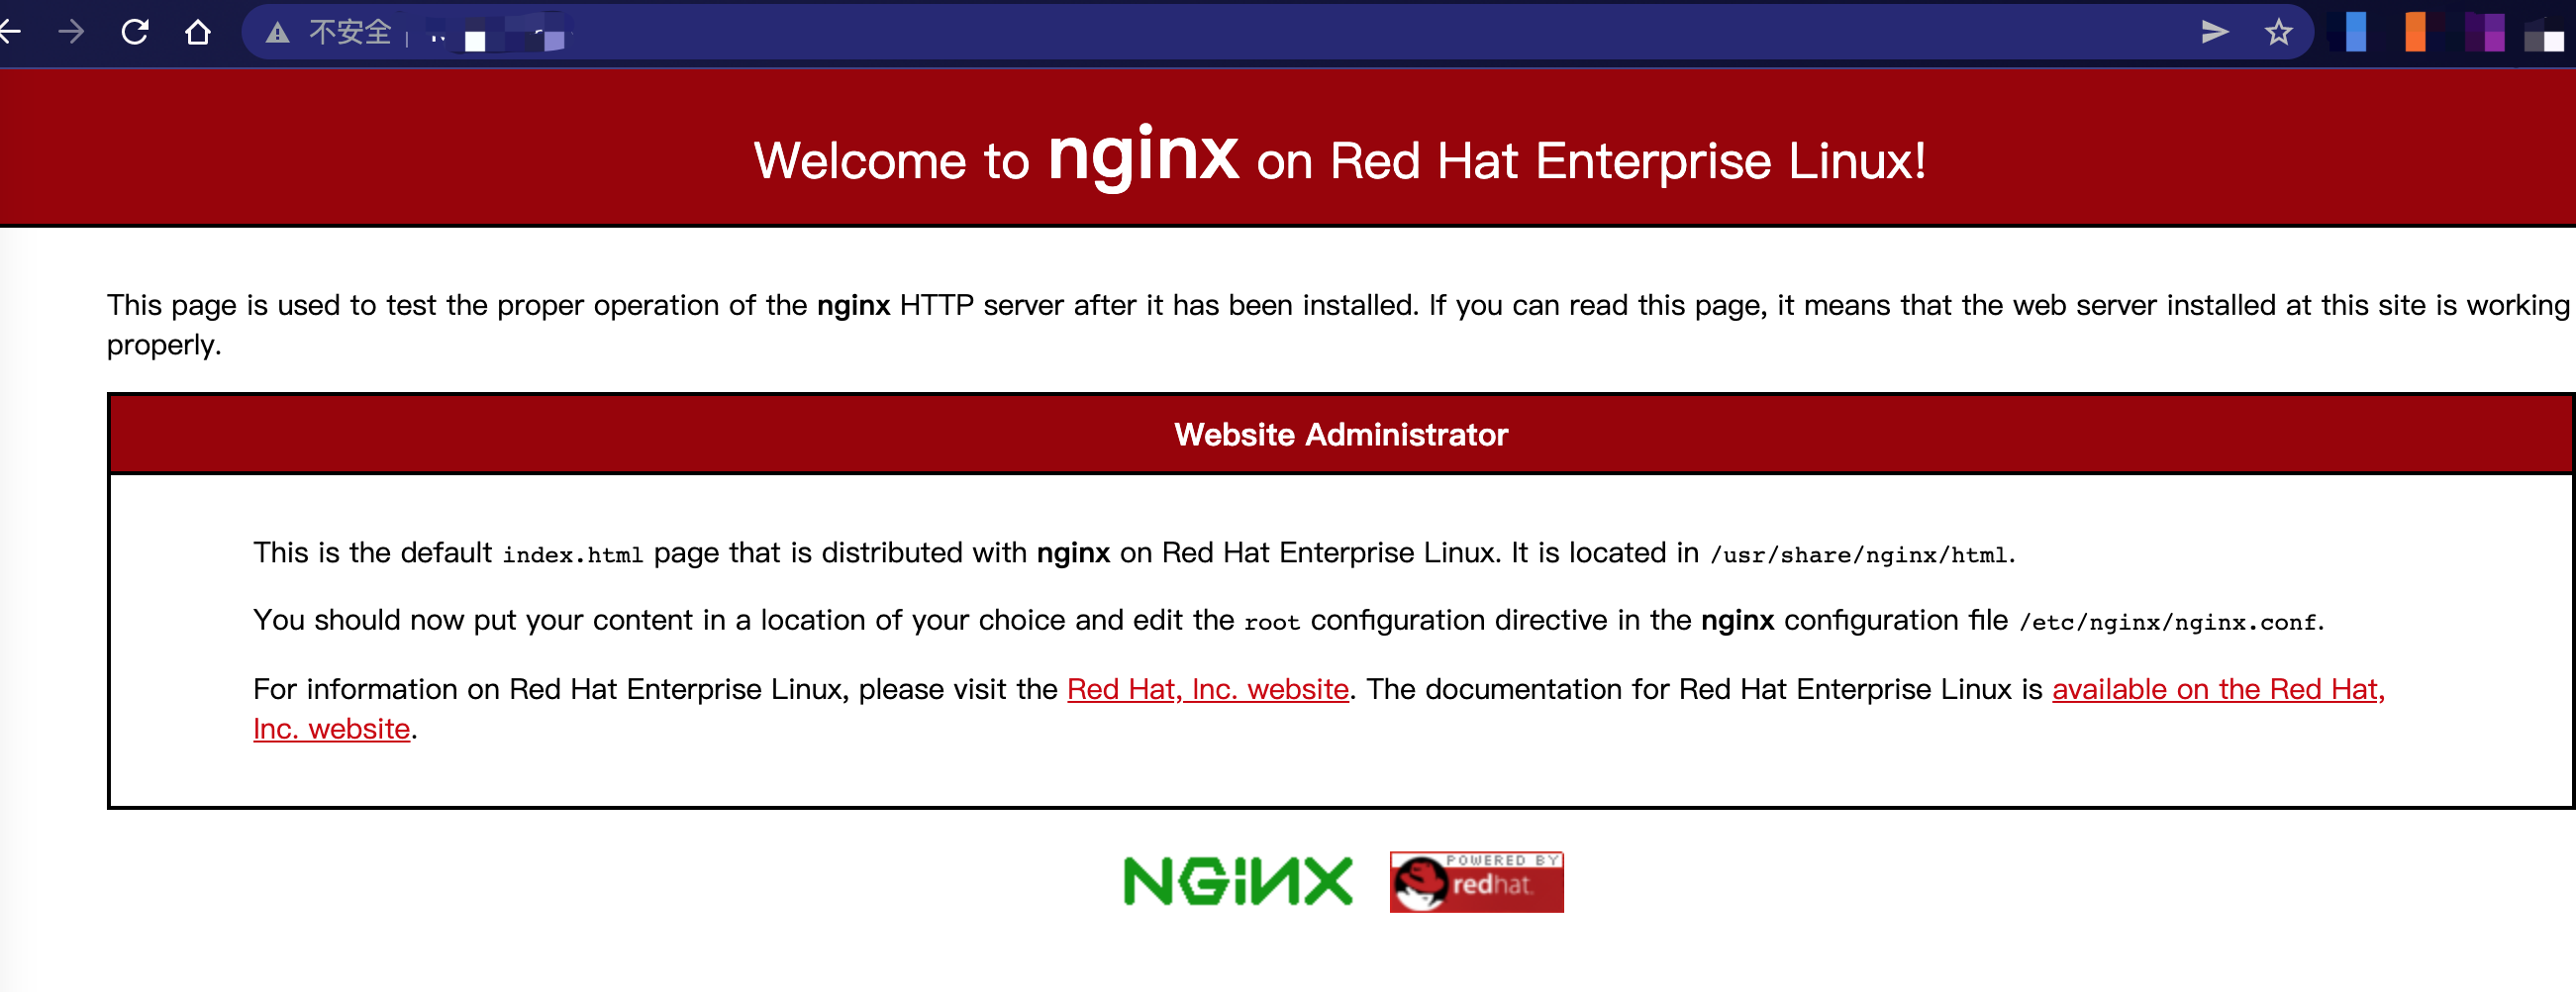 不安全
Welcome to nginx on Red Hat Enterprise Linux!
This page is used to test the proper operation of the nginx HTTP server after it has been installed. If you can read this page, it means that the web server installed at this site is working
properly.
Website Administrator
This is the default index.html page that is distributed with nginx on Red Hat Enterprise Linux. It is located in /usr/share/nginx/html.
You should now put your content in a location of your choice and edit the root configuration directive in the nginx configuration file /etc/nginx/nginx.conf.
For information on Red Hat Enterprise Linux, please visit the Red Hat, Inc. website. The documentation for Red Hat Enterprise Linux is available on the Red Hat,
Inc. website.
NGINX
POWERED BY
redhat.